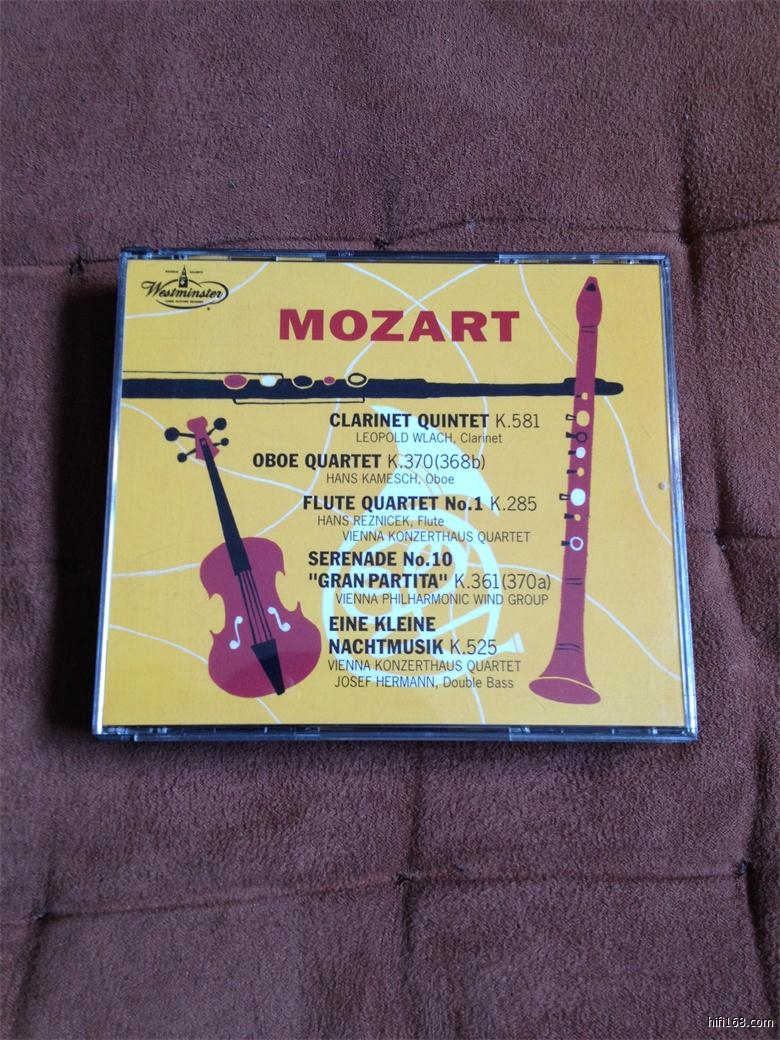 Westminster
MOZART
CLARINET QUINTET K.581
LEOPOLD WLACH, Clarinet
OBOE QUARTET K.370(368b)
HANS KAMESCH, Oboe
FLUTE QUARTET No.1 K.285
HANS REZNICEK, Flute
VIENNA KONZERTHAUS QUARTET
SERENADE No.10
"GRAN PARTITA" K.361(370a)
VIENNA PHILHARMONIC WIND GROUP
EINE KLEINE
NACHTMUSIK K.525
VIENNA KONZERTHAUS QUARTET
JOSEF HERMANN, Double Bass
hifi168.com